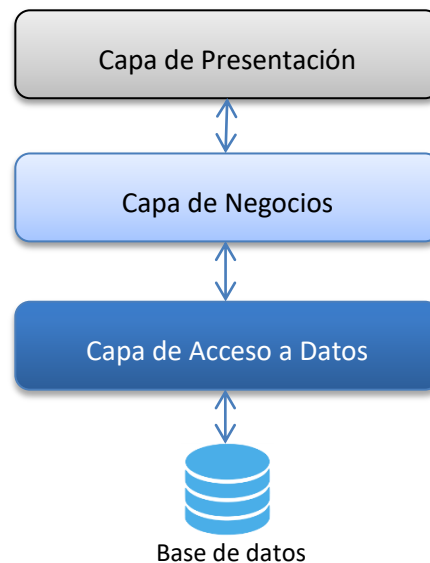 Capa de Presentación
Capa de Negocios
Capa de Acceso a Datos
Base de datos